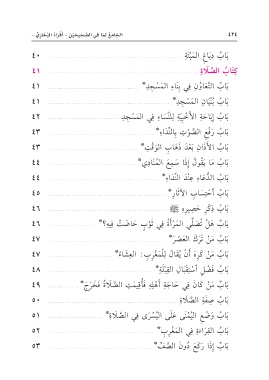 ٤٢٤ الجامع لما في الصحيحين - أفراد البخاري -
بَابُ دِبَاغِ المَيْتَةِ ٤٠
كِتَابُ الصَّلَاةِ ٤١
بَابُ التَّعَاوُنِ فِي بِنَاءِ المَسْجِدِ* ٤١
بَابُ بُنْيَانِ المَسْجِدِ* ٤١
بَابُ إِبَاحَةِ الأَخْبِيَةِ لِلنِّسَاءِ فِي المَسْجِدِ ٤٢
بَابُ رَفْعِ الصَّوْتِ بِالنِّدَاءِ* ٤٣
بَابُ الأَذَانِ بَعْدَ ذَهَابِ الوَقْتِ* ٤٣
بَابُ مَا يَقُولُ إِذَا سَمِعَ المُنَادِي* ٤٤
بَابُ الدُّعَاءِ عِنْدَ النِّدَاءِ* ٤٤
بَابُ احْتِسَابِ الآثَارِ* ٤٥
بَابُ ذِكْرِ حَصِيرِهِ ﷺ ٤٦
بَابُ هَلْ تُصَلِّي المَرْأَةُ فِي ثَوْبٍ حَاضَتْ فِيهِ؟* ٤٦
بَابُ مَنْ تَرَكَ العَصْرَ* ٤٧
بَابُ مَنْ كَرِهَ أَنْ يُقَالَ لِلْمَغْرِبِ: العِشَاءُ* ٤٧
بَابُ فَضْلِ اسْتِقْبَالِ القِبْلَةِ* ٤٨
بَابُ مَنْ كَانَ فِي حَاجَةِ أَهْلِهِ فَأُقِيمَتِ الصَّلَاةُ فَخَرَجَ* ٤٩
بَابُ صِفَةِ الصَّلَاةِ ٥٠
بَابُ وَضْعِ اليُمْنَى عَلَى اليُسْرَى فِي الصَّلَاةِ* ٥١
بَابُ القِرَاءَةِ فِي المَغْرِبِ* ٥٢
بَابُ إِذَا رَكَعَ دُونَ الصَّفِّ* ٥٣